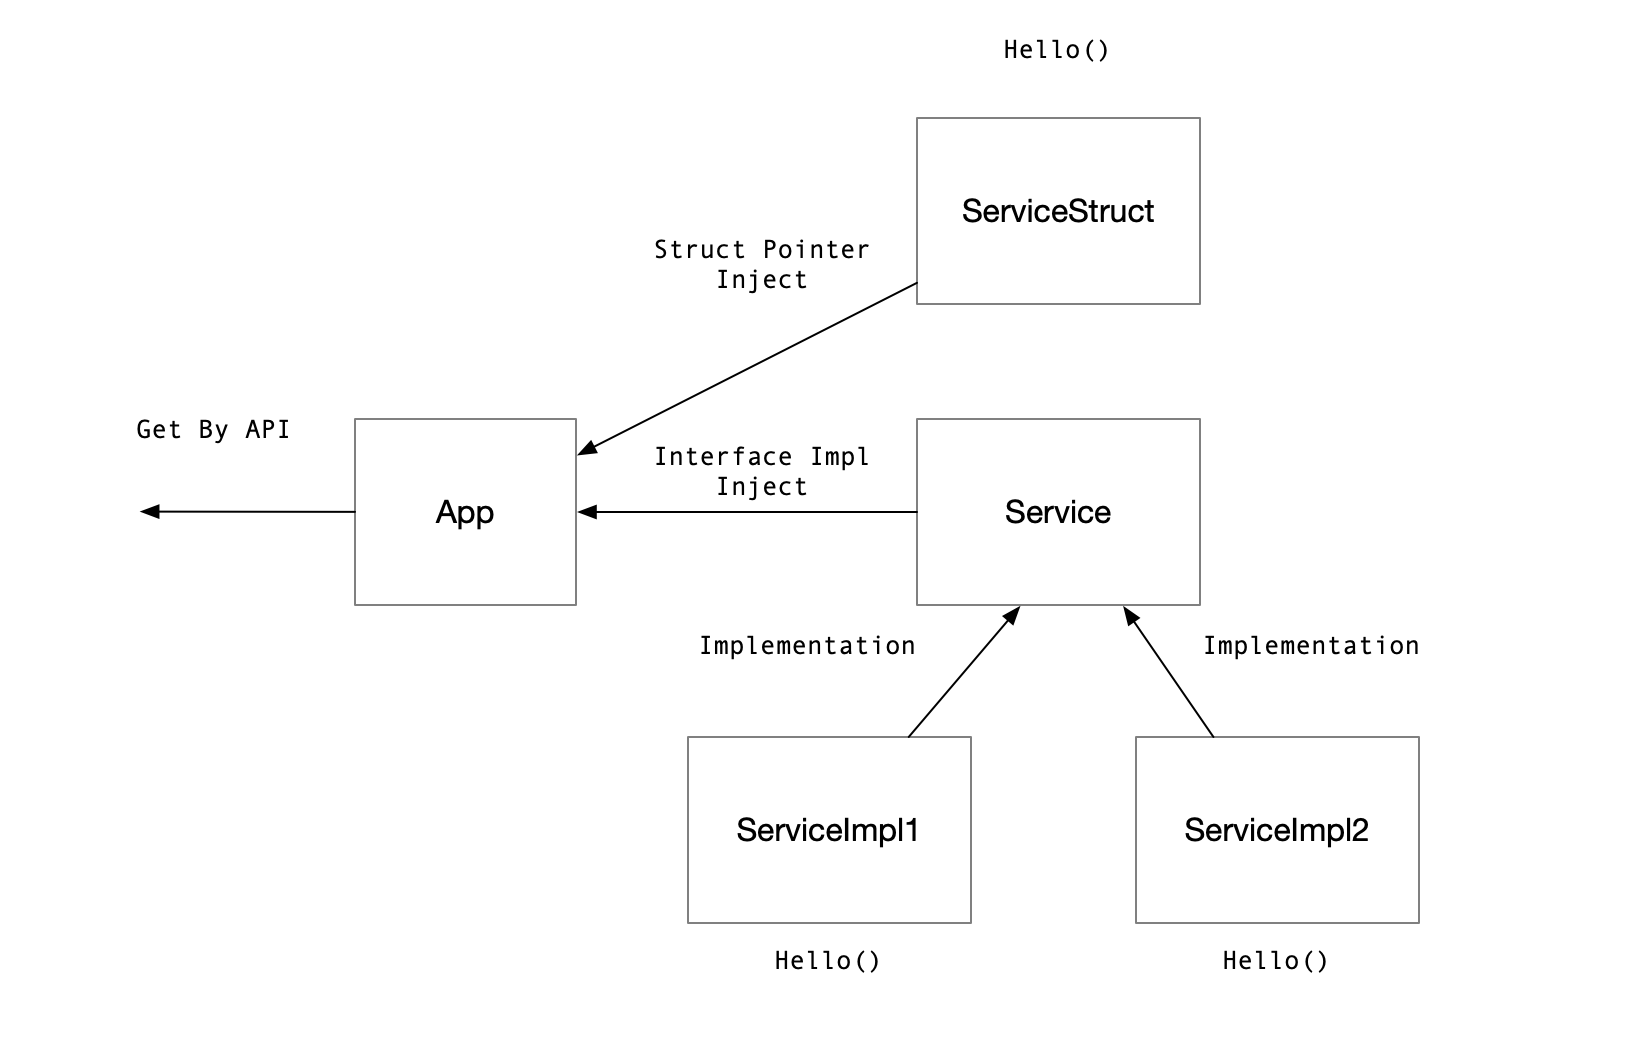 Hello()
ServiceStruct
Struct Pointer
Inject
Get By API
Interface Impl
Inject
App
Service
Implementation
Implementation
ServiceImpl1
ServiceImpl2
Hello()
Hello()